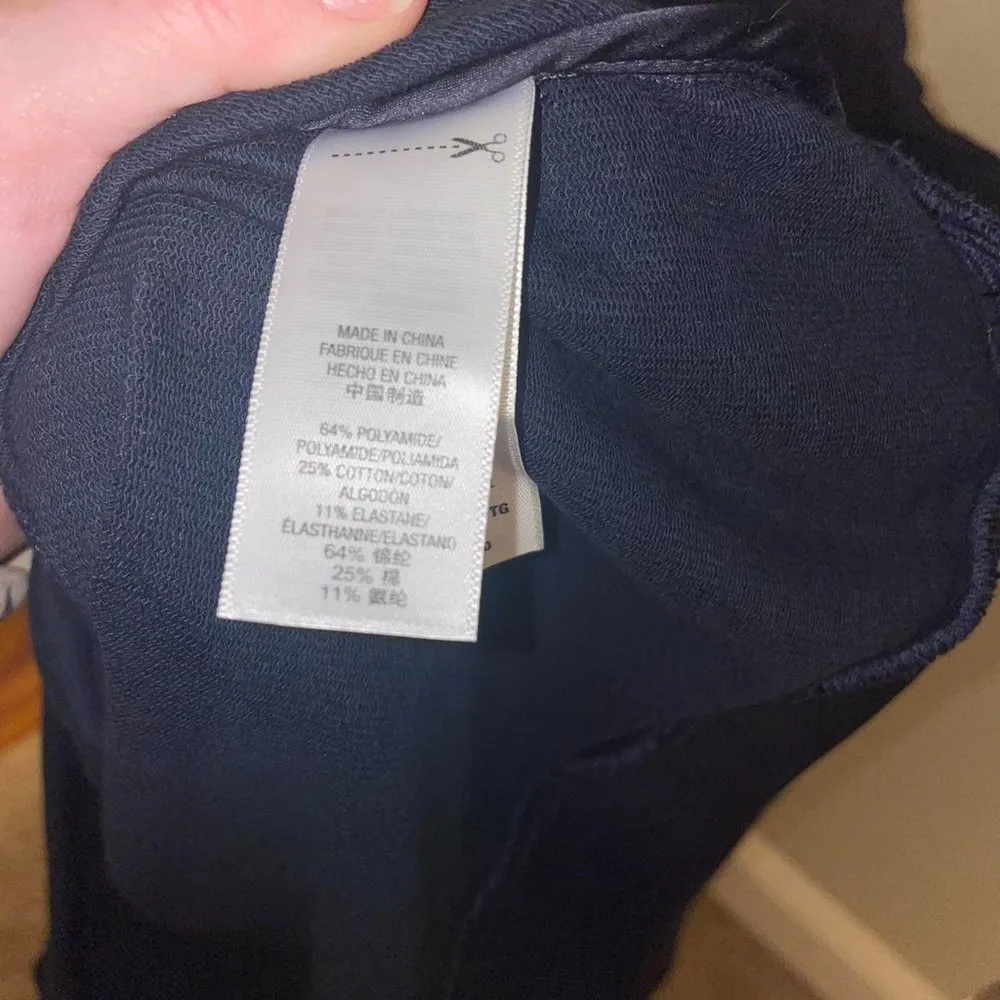 MADE IN CHINA
FABRIQUE EN CHINE
HECHO EN CHINA
中国制造
64% POLYAMIDE/
POLYAMIDE/POLIAMIDA
25% COTTON/COTON/
ALGODÓN
11% ELASTANE/
ÉLASTHANNE/ELASTANO
64% 锦纶
25% 棉
11% 氨纶
TG